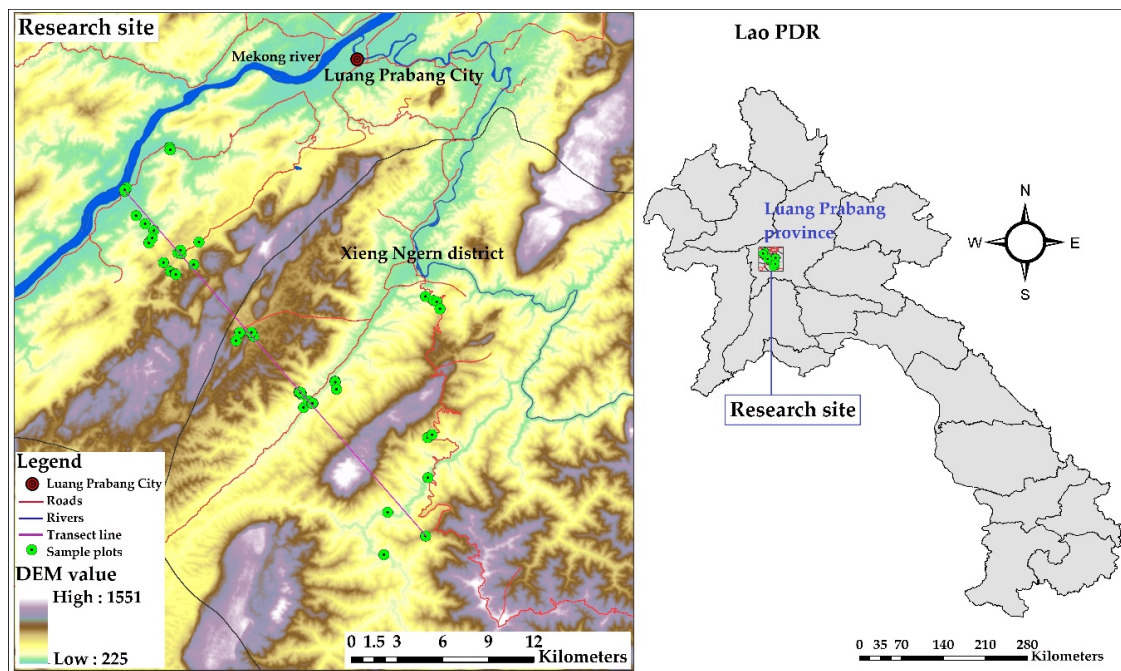 Research site
Mekong river
Luang Prabang City
Xieng Ngern district
Legend
Luang Prabang City
Roads
Rivers
Transect line
Sample plots
DEM value
High : 1551
Low : 225
0 1.5 3 6 9 12
Kilometers
Lao PDR
Luang Prabang
province
N
W E
S
Research site
0 35 70 140 210 280
Kilometers